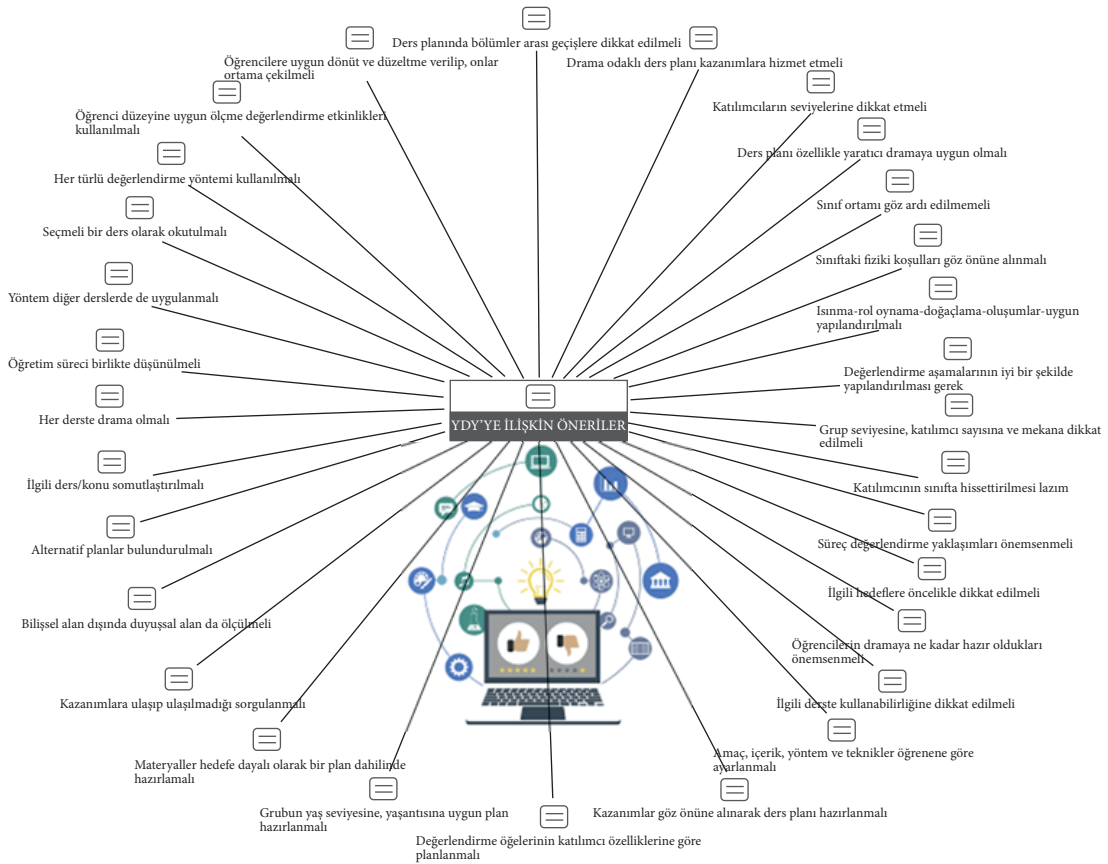 Ders planında bölümler arası geçişlere dikkat edilmeli
Öğrencilere uygun dönüt ve düzeltme verilip, onlar
ortama çekilmeli
Drama odaklı ders planı kazanımlara hizmet etmeli
Öğrenci düzeyine uygun ölçme değerlendirme etkinlikleri
kullanılmalı
Katılımcıların seviyelerine dikkat etmeli
Ders planı özellikle yaratıcı dramaya uygun olmalı
Her türlü değerlendirme yöntemi kullanılmalı
Sınıf ortamı göz ardı edilmemeli
Seçmeli bir ders olarak okutulmalı
Sınıftaki fiziki koşulları göz önüne alınmalı
Yöntem diğer derslerde de uygulanmalı
Isınma-rol oynama-doğaçlama-oluşumlar-uygun
yapılandırılmalı
Öğretim süreci birlikte düşünülmeli
Değerlendirme aşamalarının iyi bir şekilde
yapılandırılması gerek
Her derste drama olmalı
YDY'YE İLİŞKİN ÖNERİLER
Grup seviyesine, katılımcı sayısına ve mekana dikkat
edilmeli
İlgili ders/konu somutlaştırılmalı
Katılımcının sınıfta hissettirilmesi lazım
Alternatif planlar bulundurulmalı
Süreç değerlendirme yaklaşımları önemsenmeli
İlgili hedeflere öncelikle dikkat edilmeli
Bilişsel alan dışında duyuşsal alan da ölçülmeli
Öğrencilerin dramaya ne kadar hazır oldukları
önemsenmeli
Kazanımlara ulaşıp ulaşılmadığı sorgulanmalı
İlgili derste kullanabilirliğine dikkat edilmeli
Materyaller hedefe dayalı olarak bir plan dahilinde
hazırlamalı
Amaç, içerik, yöntem ve teknikler öğrenene göre
ayarlanmalı
Grubun yaş seviyesine, yaşantısına uygun plan
hazırlanmalı
Kazanımlar göz önüne alınarak ders planı hazırlanmalı
Değerlendirme öğelerinin katılımcı özelliklerine göre
planlanmalı